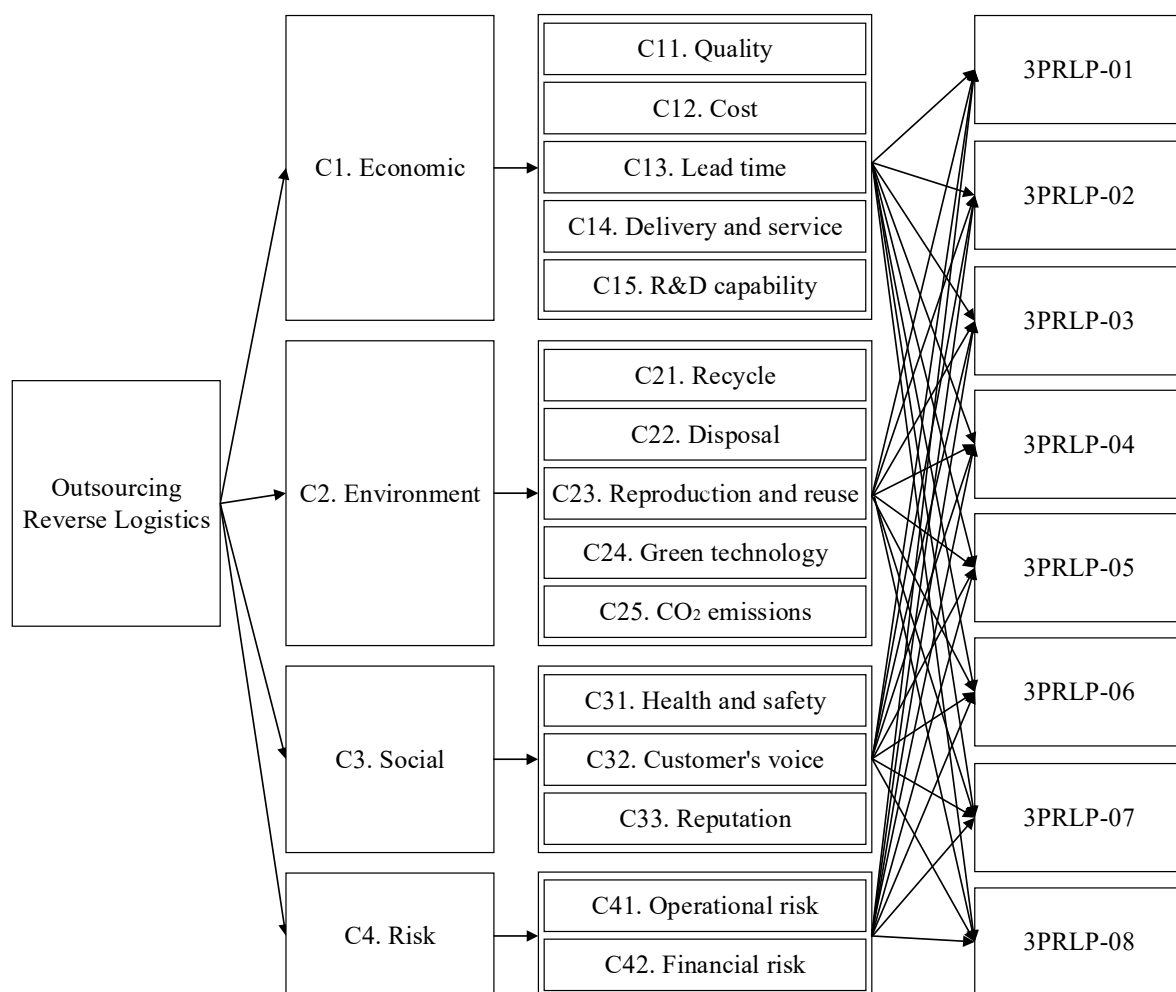 Outsourcing
Reverse Logistics
C1. Economic
C11. Quality
C12. Cost
C13. Lead time
C14. Delivery and service
C15. R&D capability
C2. Environment
C21. Recycle
C22. Disposal
C23. Reproduction and reuse
C24. Green technology
C25. CO₂ emissions
C3. Social
C31. Health and safety
C32. Customer's voice
C33. Reputation
C4. Risk
C41. Operational risk
C42. Financial risk
3PRLP-01
3PRLP-02
3PRLP-03
3PRLP-04
3PRLP-05
3PRLP-06
3PRLP-07
3PRLP-08